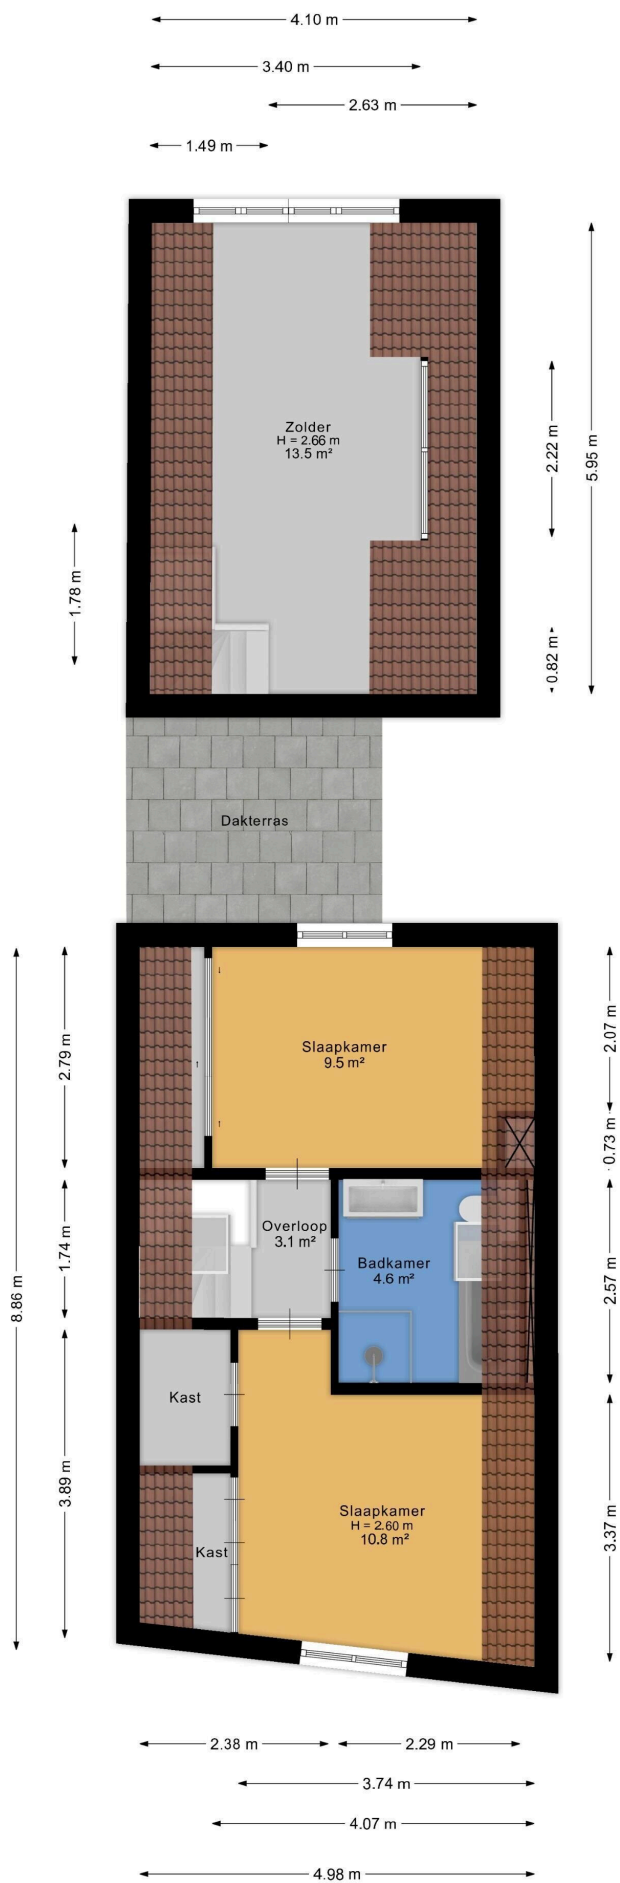 4.10 m
3.40 m
2.63 m
1.49 m
Zolder
H = 2.66 m
13.5 m²
2.22 m
5.95 m
1.78 m
0.82 m
Dakterras
Slaapkamer
9.5 m²
2.79 m
2.07 m
0.73 m
Overloop
3.1 m²
Badkamer
4.6 m²
1.74 m
8.86 m
2.57 m
Kast
3.89 m
Slaapkamer
H = 2.60 m
10.8 m²
Kast
3.37 m
2.38 m
2.29 m
3.74 m
4.07 m
4.98 m